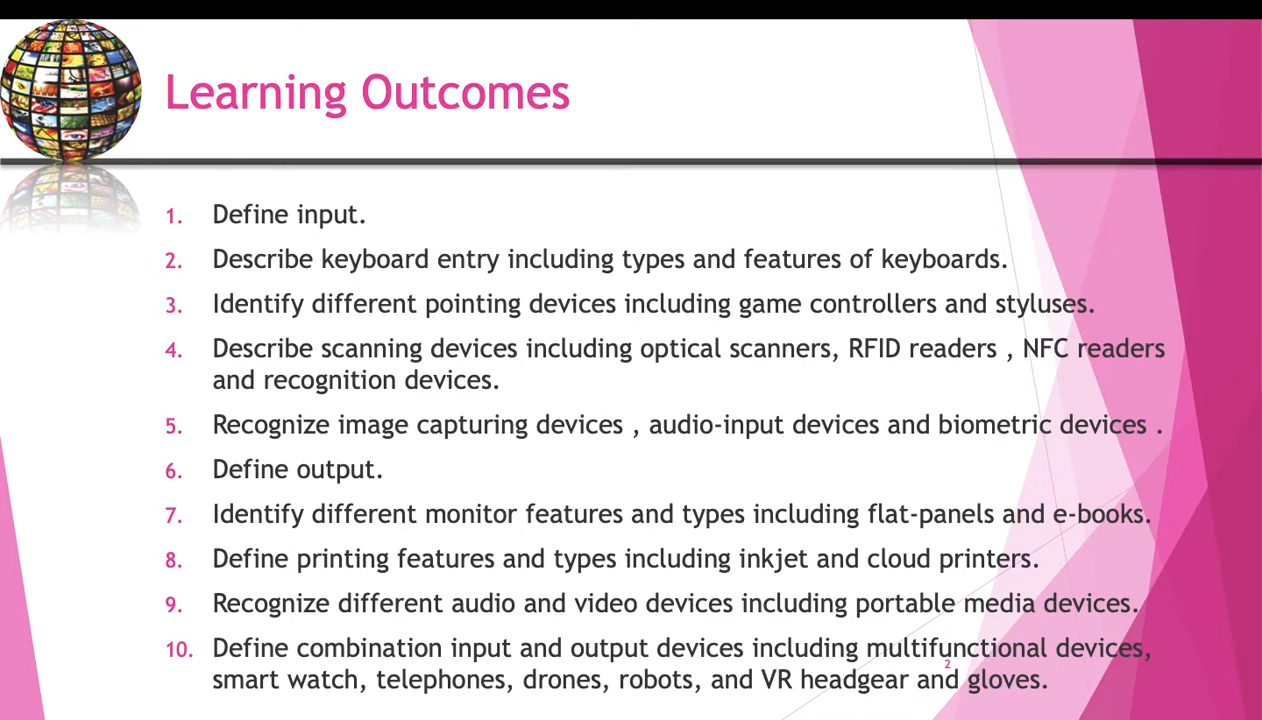 Learning Outcomes
1. Define input.
2. Describe keyboard entry including types and features of keyboards.
3. Identify different pointing devices including game controllers and styluses.
4. Describe scanning devices including optical scanners, RFID readers , NFC readers
and recognition devices.
5. Recognize image capturing devices , audio-input devices and biometric devices .
6. Define output.
7. Identify different monitor features and types including flat-panels and e-books.
8. Define printing features and types including inkjet and cloud printers.
9. Recognize different audio and video devices including portable media devices.
10. Define combination input and output devices including multifunctional devices,
smart watch, telephones, drones, robots, and VR headgear and gloves.
2